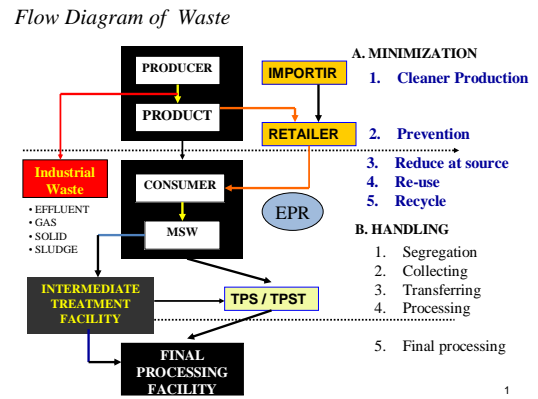 Flow Diagram of Waste
PRODUCER
IMPORTIR
PRODUCT
RETAILER
Industrial
Waste
• EFFLUENT
• GAS
• SOLID
• SLUDGE
CONSUMER
EPR
MSW
INTERMEDIATE
TREATMENT
FACILITY
TPS / TPST
FINAL
PROCESSING
FACILITY
A. MINIMIZATION
1. Cleaner Production
2. Prevention
3. Reduce at source
4. Re-use
5. Recycle
B. HANDLING
1. Segregation
2. Collecting
3. Transferring
4. Processing
5. Final processing
1